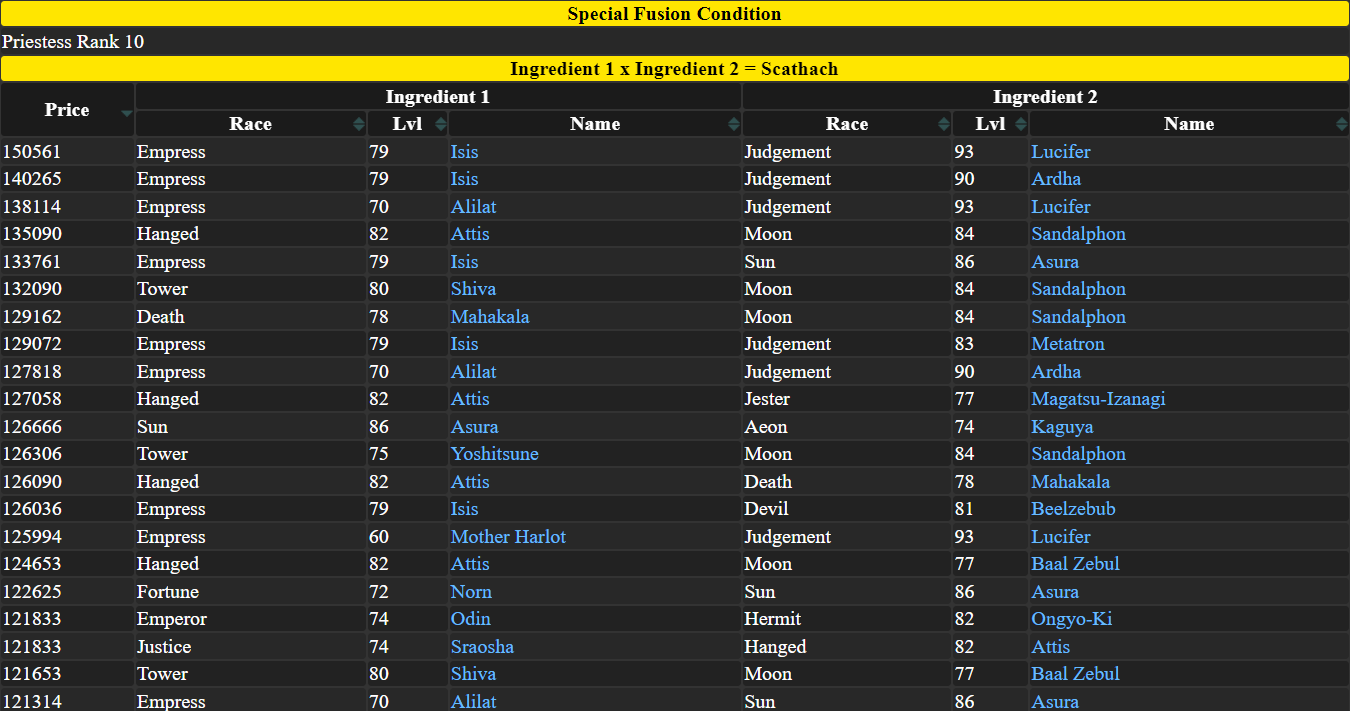 Special Fusion Condition
Priestess Rank 10
Ingredient 1 x Ingredient 2 = Scathach
Price Ingredient 1 Ingredient 2
Race Lvl Name Race Lvl Name
150561 Empress 79 Isis Judgement 93 Lucifer
140265 Empress 79 Isis Judgement 90 Ardha
138114 Empress 70 Alilat Judgement 93 Lucifer
135090 Hanged 82 Attis Moon 84 Sandalphon
133761 Empress 79 Isis Sun 86 Asura
132090 Tower 80 Shiva Moon 84 Sandalphon
129162 Death 78 Mahakala Moon 84 Sandalphon
129072 Empress 79 Isis Judgement 83 Metatron
127818 Empress 70 Alilat Judgement 90 Ardha
127058 Hanged 82 Attis Jester 77 Magatsu-Izanagi
126666 Sun 86 Asura Aeon 74 Kaguya
126306 Tower 75 Yoshitsune Moon 84 Sandalphon
126090 Hanged 82 Attis Death 78 Mahakala
126036 Empress 79 Isis Devil 81 Beelzebub
125994 Empress 60 Mother Harlot Judgement 93 Lucifer
124653 Hanged 82 Attis Moon 77 Baal Zebul
122625 Fortune 72 Norn Sun 86 Asura
121833 Emperor 74 Odin Hermit 82 Ongyo-Ki
121833 Justice 74 Sraosha Hanged 82 Attis
121653 Tower 80 Shiva Moon 77 Baal Zebul
121314 Empress 70 Alilat Sun 86 Asura